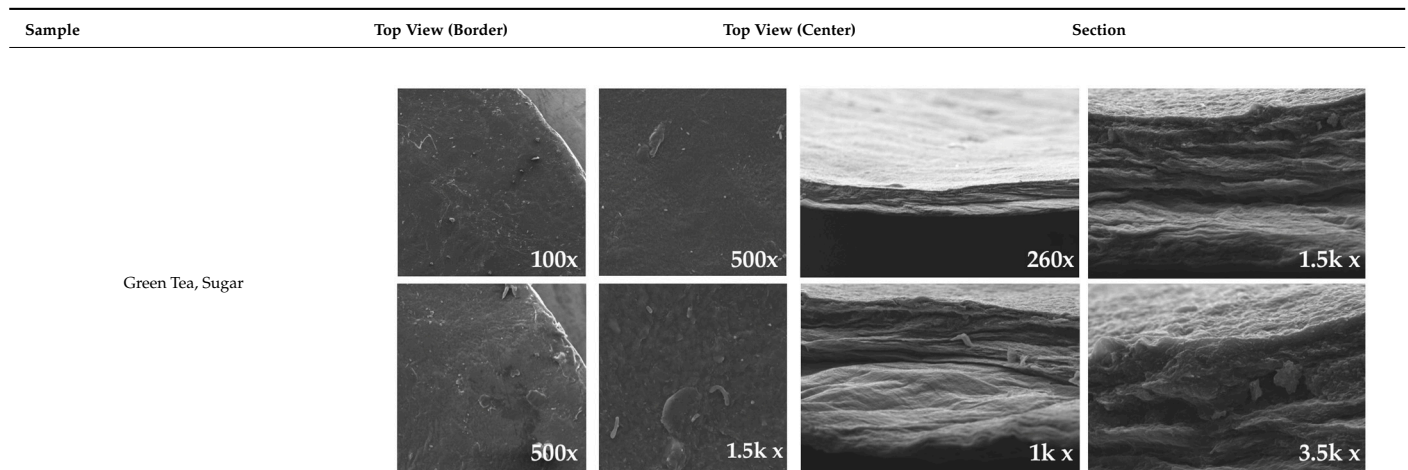 Sample Top View (Border) Top View (Center) Section
100x 500x 260x 1.5k x
Green Tea, Sugar
500x 1.5k x 1k x 3.5k x